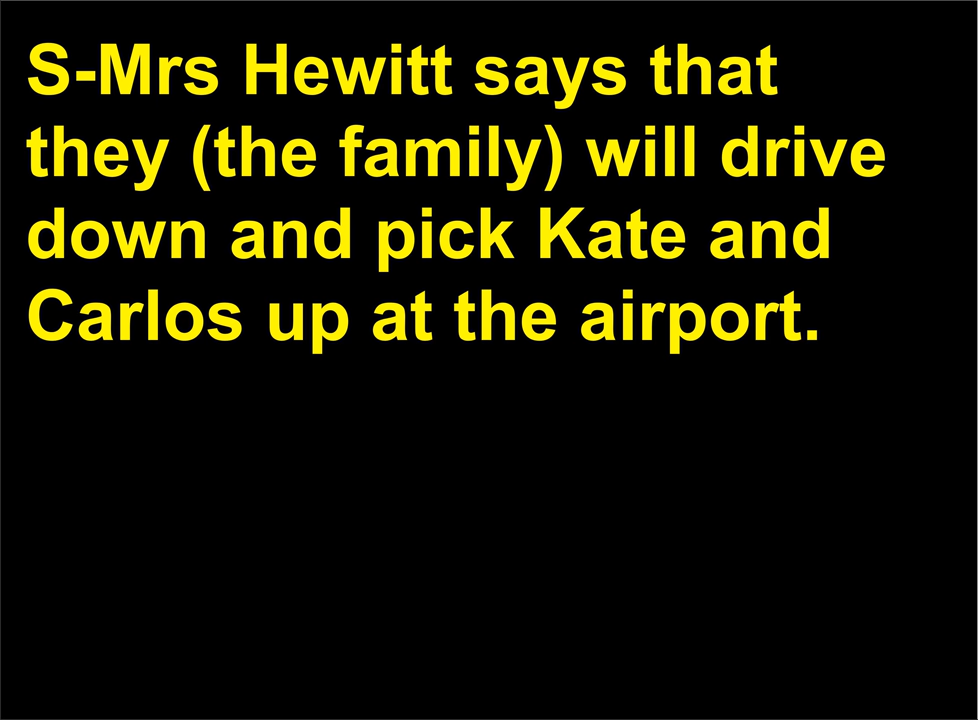 S-Mrs Hewitt says that
they (the family) will drive
down and pick Kate and
Carlos up at the airport.